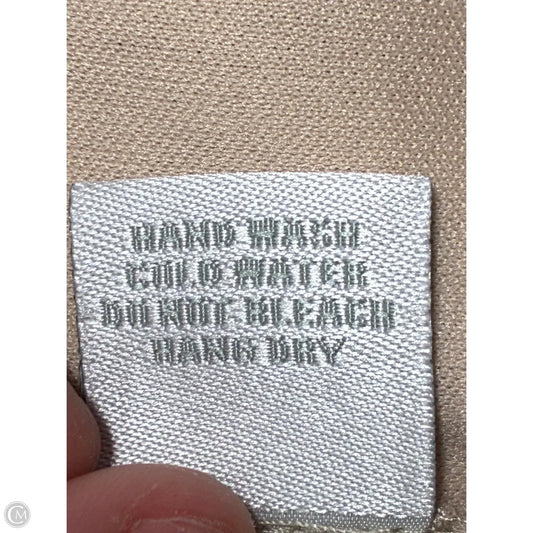 HAND WASH
COLD WATER
DO NOT BLEACH
HANG DRY